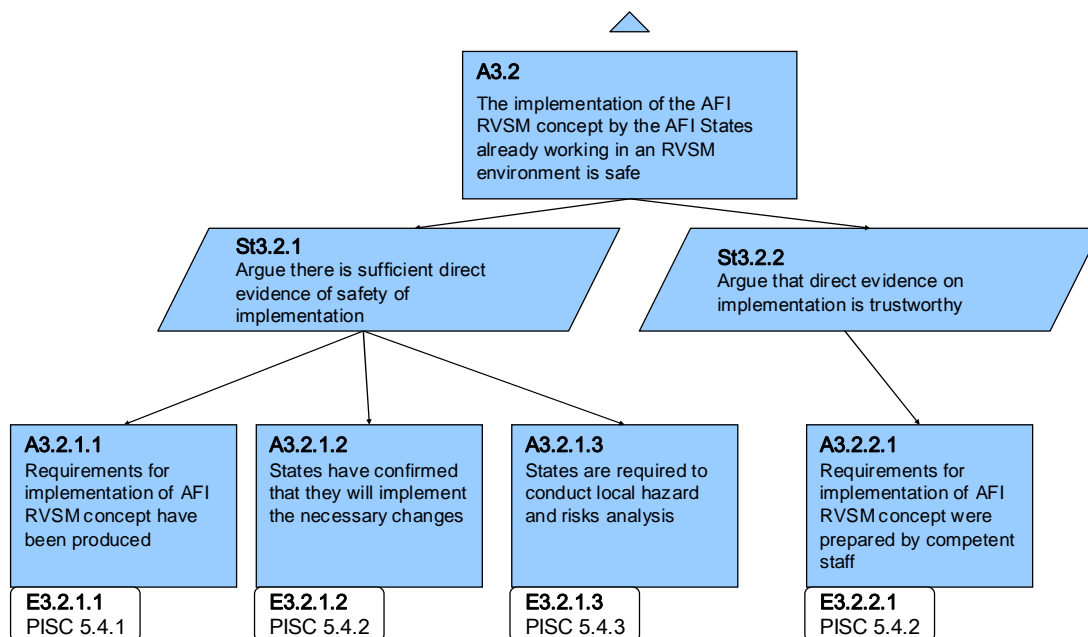 A3.2
The implementation of the AFI
RVSM concept by the AFI States
already working in an RVSM
environment is safe
St3.2.1
Argue there is sufficient direct
evidence of safety of
implementation
St3.2.2
Argue that direct evidence on
implementation is trustworthy
A3.2.1.1
Requirements for
implementation of AFI
RVSM concept have
been produced
E3.2.1.1
PISC 5.4.1
A3.2.1.2
States have confirmed
that they will implement
the necessary changes
E3.2.1.2
PISC 5.4.2
A3.2.1.3
States are required to
conduct local hazard
and risks analysis
E3.2.1.3
PISC 5.4.3
A3.2.2.1
Requirements for
implementation of AFI
RVSM concept were
prepared by competent
staff
E3.2.2.1
PISC 5.4.2